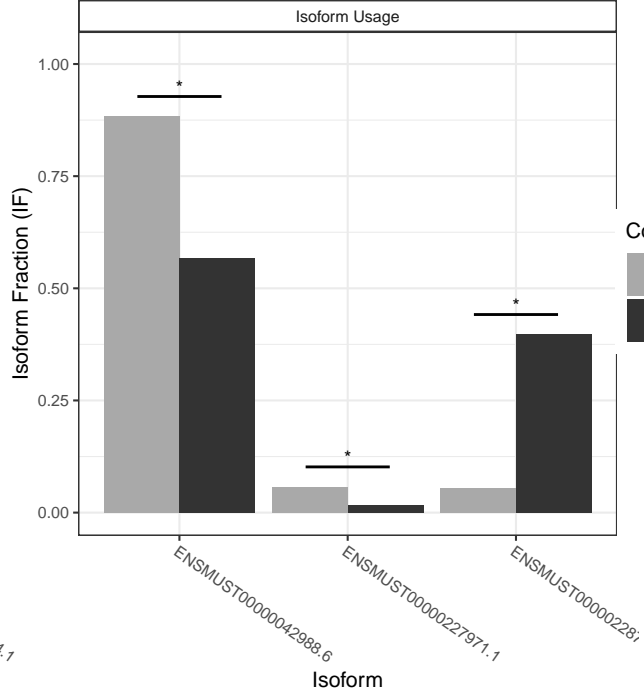 Isoform Usage
*
*
*
1.00
0.75
0.50
0.25
0.00
Isoform Fraction (IF)
ENSMUST00000042988.6
ENSMUST00000227971.1
Isoform